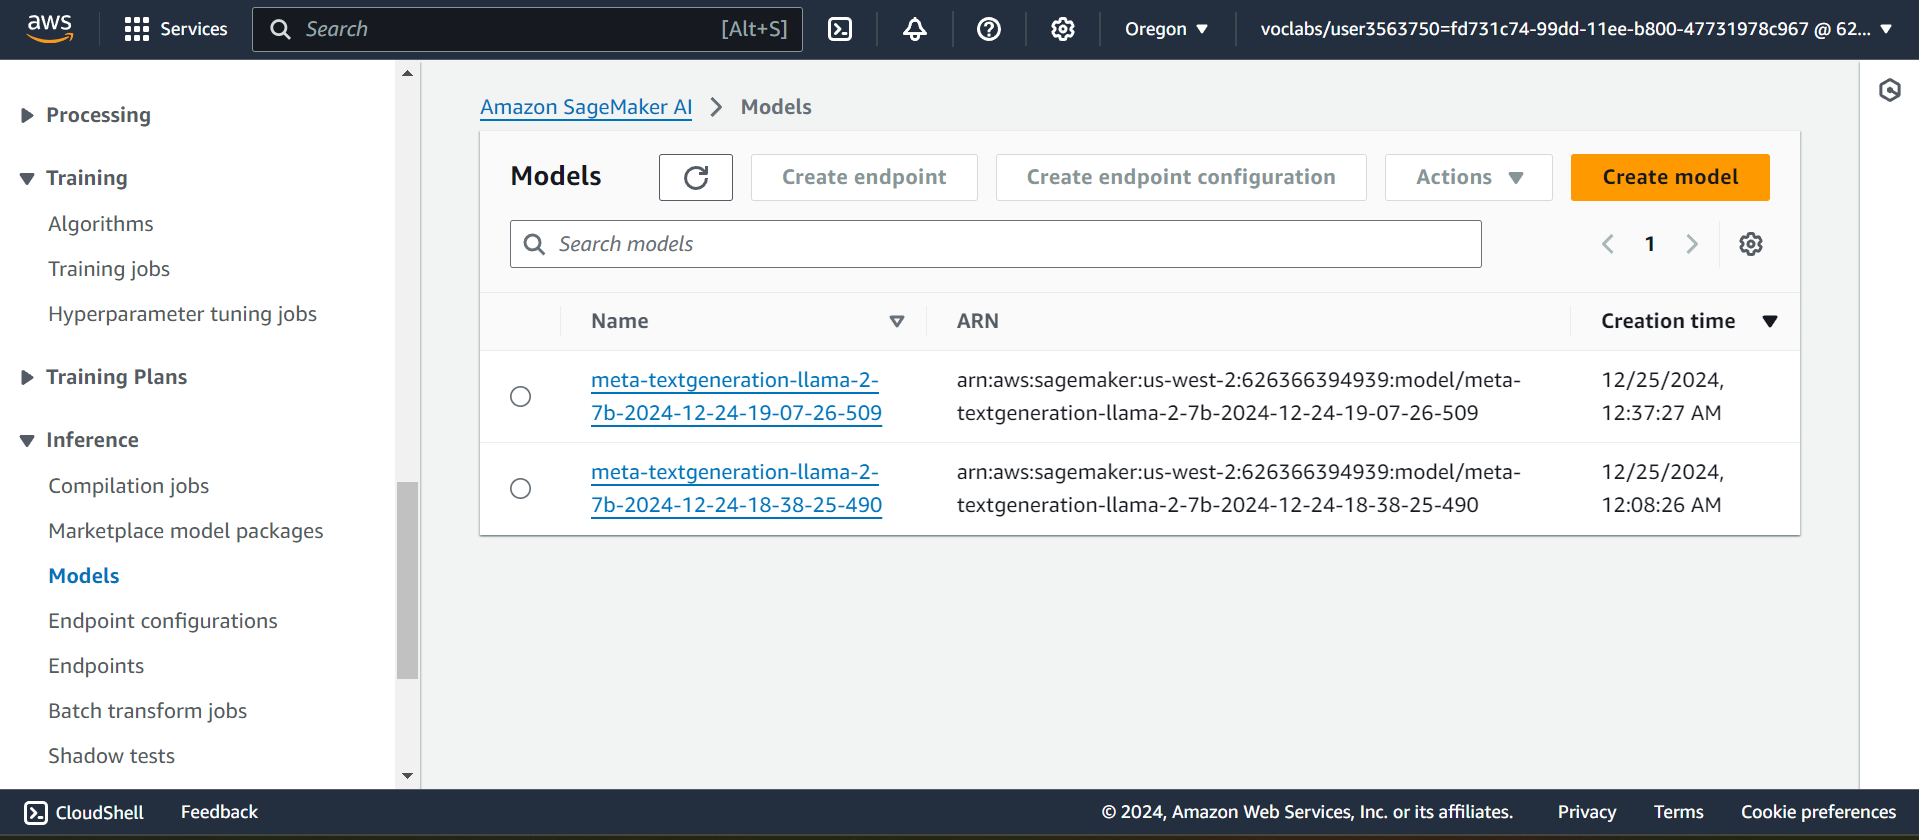 aws
Services
Search
[Alt+S]
Oregon
voclabs/user3563750=fd731c74-99dd-11ee-b800-47731978c967 @ 62...
Processing
Training
Algorithms
Training jobs
Hyperparameter tuning jobs
Training Plans
Inference
Compilation jobs
Marketplace model packages
Models
Endpoint configurations
Endpoints
Batch transform jobs
Shadow tests
Amazon SageMaker AI
Models
Models
Create endpoint
Create endpoint configuration
Actions
Create model
Search models
1
Name
ARN
Creation time
meta-textgeneration-llama-2-
7b-2024-12-24-19-07-26-509
arn:aws:sagemaker:us-west-2:626366394939:model/meta-
textgeneration-llama-2-7b-2024-12-24-19-07-26-509
12/25/2024,
12:37:27 AM
meta-textgeneration-llama-2-
7b-2024-12-24-18-38-25-490
arn:aws:sagemaker:us-west-2:626366394939:model/meta-
textgeneration-llama-2-7b-2024-12-24-18-38-25-490
12/25/2024,
12:08:26 AM
CloudShell
Feedback
© 2024, Amazon Web Services, Inc. or its affiliates.
Privacy
Terms
Cookie preferences